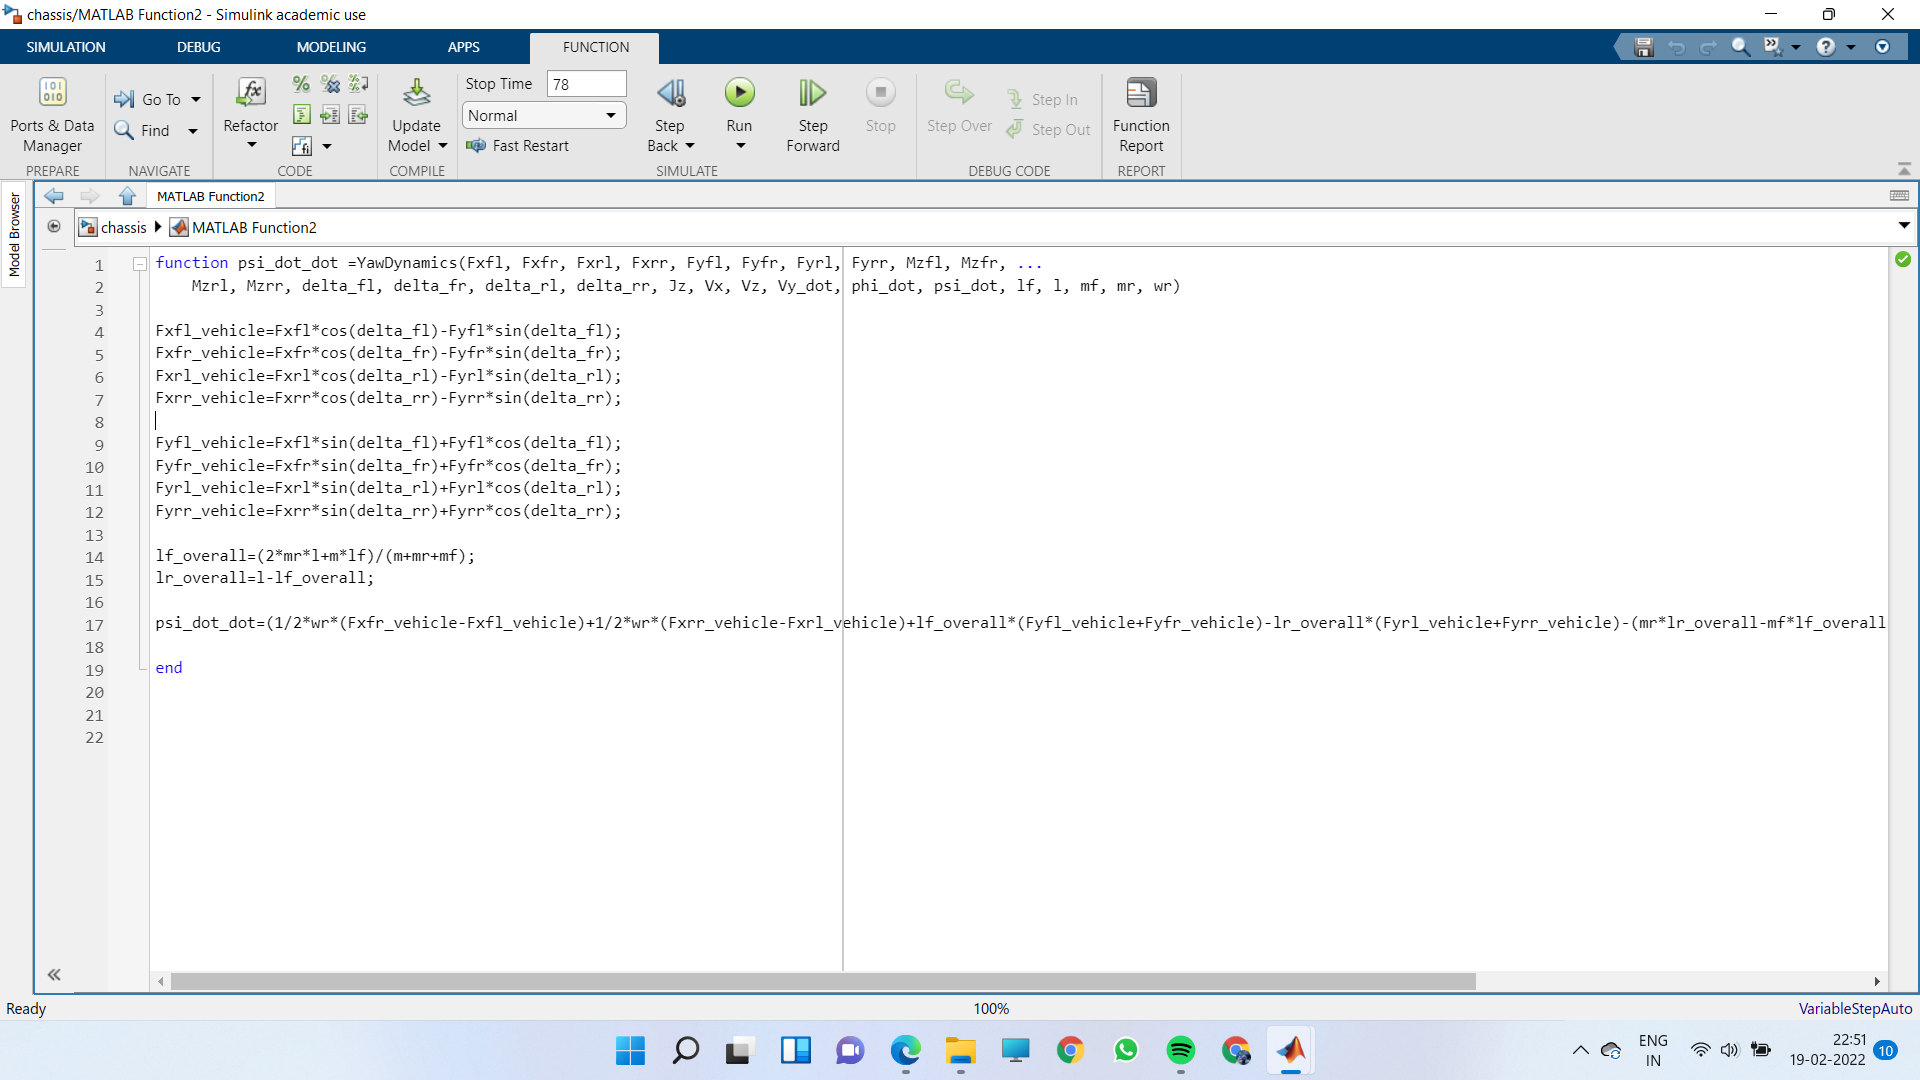 chassis/MATLAB Function2 - Simulink academic use
SIMULATION DEBUG MODELING APPS FUNCTION
Ports & Data Manager
PREPARE
Go To
Find
NAVIGATE
Refactor
CODE
Update Model
COMPILE
Stop Time 78
Normal
Fast Restart
Step Back
Run
Step Forward
Stop
SIMULATE
Step Over
Step In
Step Out
DEBUG CODE
Function Report
REPORT
Model Browser
MATLAB Function2
chassis MATLAB Function2
1 function psi_dot_dot =YawDynamics(Fxfl, Fxfr, Fxrl, Fxrr, Fyfl, Fyfr, Fyrl, Fyrr, Mzfl, Mzfr, ...
2 Mzrl, Mzrr, delta_fl, delta_fr, delta_rl, delta_rr, Jz, Vx, Vz, Vy_dot, phi_dot, psi_dot, lf, l, mf, mr, wr)
3
4 Fxfl_vehicle=Fxfl*cos(delta_fl)-Fyfl*sin(delta_fl);
5 Fxfr_vehicle=Fxfr*cos(delta_fr)-Fyfr*sin(delta_fr);
6 Fxrl_vehicle=Fxrl*cos(delta_rl)-Fyrl*sin(delta_rl);
7 Fxrr_vehicle=Fxrr*cos(delta_rr)-Fyrr*sin(delta_rr);
8
9 Fyfl_vehicle=Fxfl*sin(delta_fl)+Fyfl*cos(delta_fl);
10 Fyfr_vehicle=Fxfr*sin(delta_fr)+Fyfr*cos(delta_fr);
11 Fyrl_vehicle=Fxrl*sin(delta_rl)+Fyrl*cos(delta_rl);
12 Fyrr_vehicle=Fxrr*sin(delta_rr)+Fyrr*cos(delta_rr);
13
14 lf_overall=(2*mr*l+m*lf)/(m+mr+mf);
15 lr_overall=l-lf_overall;
16
17 psi_dot_dot=(1/2*wr*(Fxfr_vehicle-Fxfl_vehicle)+1/2*wr*(Fxrr_vehicle-Fxrl_vehicle)+lf_overall*(Fyfl_vehicle+Fyfr_vehicle)-lr_overall*(Fyrl_vehicle+Fyrr_vehicle)-(mr*lr_overall-mf*lf_overall
18
19 end
20
21
22
Ready 100% VariableStepAuto
ENG IN
22:51
19-02-2022
10